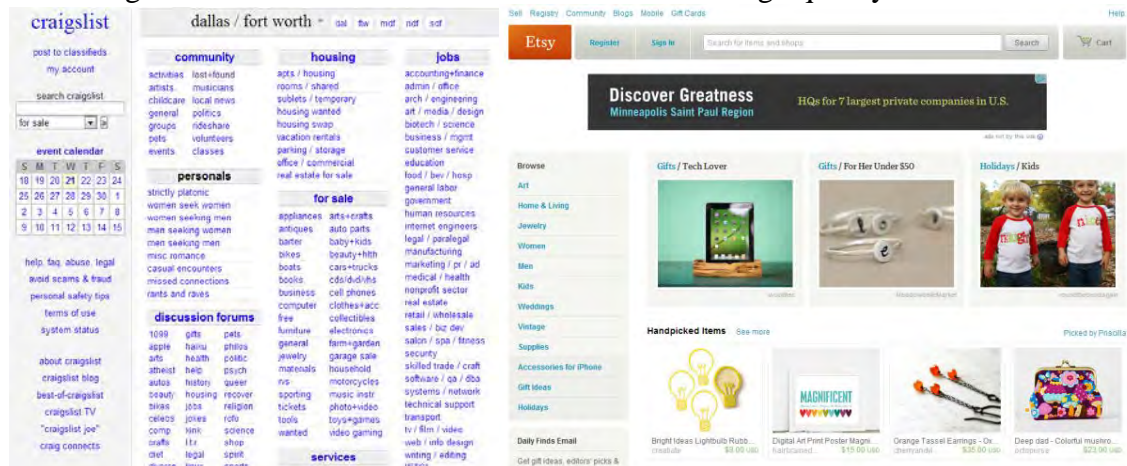 craigslist
post to classifieds
my account
search craigslist
for sale
>
event calendar
S M T W T F S
18 19 20 21 22 23 24
25 26 27 28 29 30 1
2 3 4 5 6 7 8
9 10 11 12 13 14 15
help, faq, abuse, legal
avoid scams & fraud
personal safety tips
terms of use
system status
about craigslist
craigslist blog
best-of-craigslist
craigslist TV
"craigslist joe"
craig connects
dallas / fort worth
dal ftw mdf ndf sdf
community
activities lost+found
artists musicians
childcare local news
general politics
groups rideshare
pets volunteers
events classes
personals
strictly platonic
women seek women
women seeking men
men seeking women
men seeking men
misc romance
casual encounters
missed connections
rants and raves
discussion forums
1099 gifts pets
apple haiku philos
arts health politic
atheist help psych
autos history queer
beauty housing recover
bikes jobs religion
celebs jokes rofo
comp kink science
crafts l.t.r. shop
diet legal spirit
housing
apts / housing
rooms / shared
sublets / temporary
housing wanted
housing swap
vacation rentals
parking / storage
office / commercial
real estate for sale
for sale
appliances arts+crafts
antiques auto parts
barter baby+kids
bikes beauty+hlth
boats cars+trucks
books cds/dvd/vhs
business cell phones
computer clothes+acc
free collectibles
furniture electronics
general farm+garden
jewelry garage sale
materials household
rvs motorcycles
sporting music instr
tickets photo+video
tools toys+games
wanted video gaming
services
jobs
accounting+finance
admin / office
arch / engineering
art / media / design
biotech / science
business / mgmt
customer service
education
food / bev / hosp
general labor
government
human resources
internet engineers
legal / paralegal
manufacturing
marketing / pr / ad
medical / health
nonprofit sector
real estate
retail / wholesale
sales / biz dev
salon / spa / fitness
security
skilled trade / craft
software / qa / dba
systems / network
technical support
transport
tv / film / video
web / info design
writing / editing
Sell Registry Community Blogs Mobile Gift Cards Help
Etsy Register Sign In Search for items and shops Search Cart
Discover Greatness
Minneapolis Saint Paul Region
HQs for 7 largest private companies in U.S.
Browse
Art
Home & Living
Jewelry
Women
Men
Kids
Weddings
Vintage
Supplies
Accessories for iPhone
Gift Ideas
Holidays
Daily Finds Email
Get gift ideas, editors' picks &
Gifts / Tech Lover
Gifts / For Her Under $50
Holidays / Kids
naughty
nice
Handpicked Items See more Picked by Priscilla
MAGNIFICENT
Bright Ideas Lightbulb Rubb...
$9.00 USD
Digital Art Print Poster Magni...
$15.00 USD
Orange Tassel Earrings - Ox...
$35.00 USD
Deep dad - Colorful mushro...
$23.00 USD